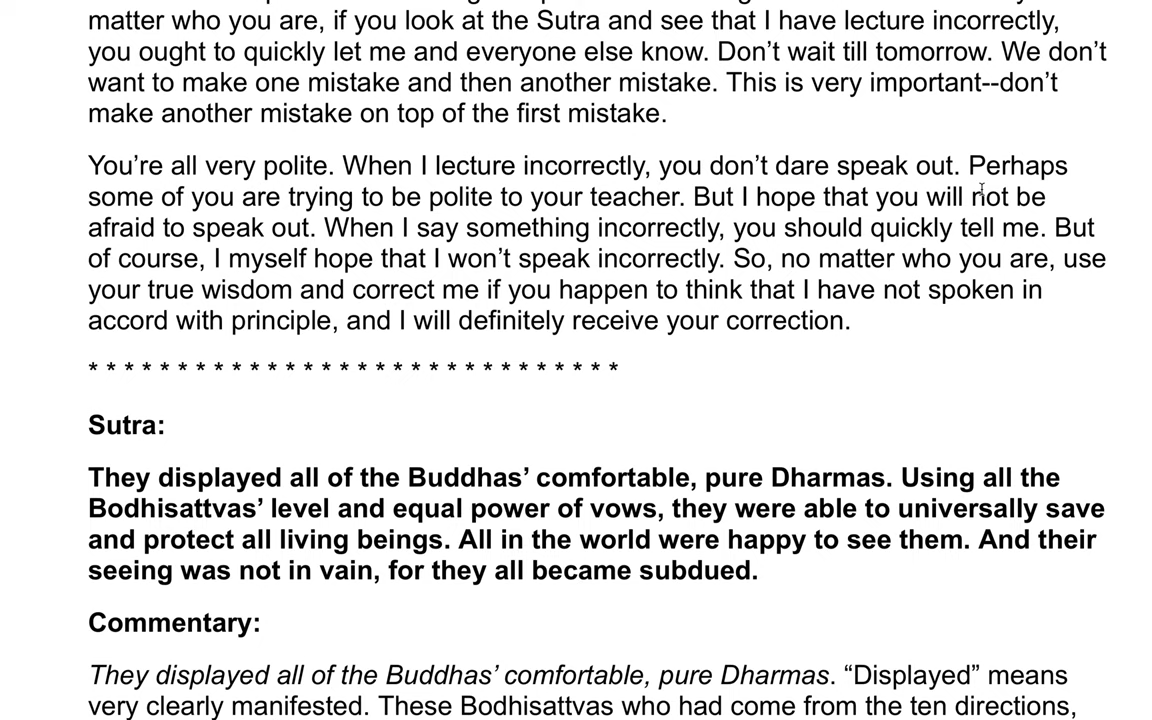 matter who you are, if you look at the Sutra and see that I have lecture incorrectly,
you ought to quickly let me and everyone else know. Don’t wait till tomorrow. We don’t
want to make one mistake and then another mistake. This is very important--don’t
make another mistake on top of the first mistake.
You’re all very polite. When I lecture incorrectly, you don’t dare speak out. Perhaps
some of you are trying to be polite to your teacher. But I hope that you will not be
afraid to speak out. When I say something incorrectly, you should quickly tell me. But
of course, I myself hope that I won’t speak incorrectly. So, no matter who you are, use
your true wisdom and correct me if you happen to think that I have not spoken in
accord with principle, and I will definitely receive your correction.
* * * * * * * * * * * * * * * * * * * * * * * * * * * * * *
Sutra:
They displayed all of the Buddhas’ comfortable, pure Dharmas. Using all the
Bodhisattvas’ level and equal power of vows, they were able to universally save
and protect all living beings. All in the world were happy to see them. And their
seeing was not in vain, for they all became subdued.
Commentary:
They displayed all of the Buddhas’ comfortable, pure Dharmas. “Displayed” means
very clearly manifested. These Bodhisattvas who had come from the ten directions,